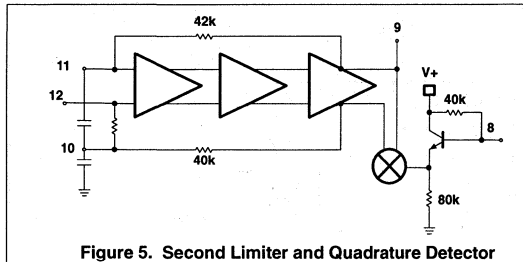 42k
9
11
V+
12
40k
8
10
40k
80k
Figure 5. Second Limiter and Quadrature Detector